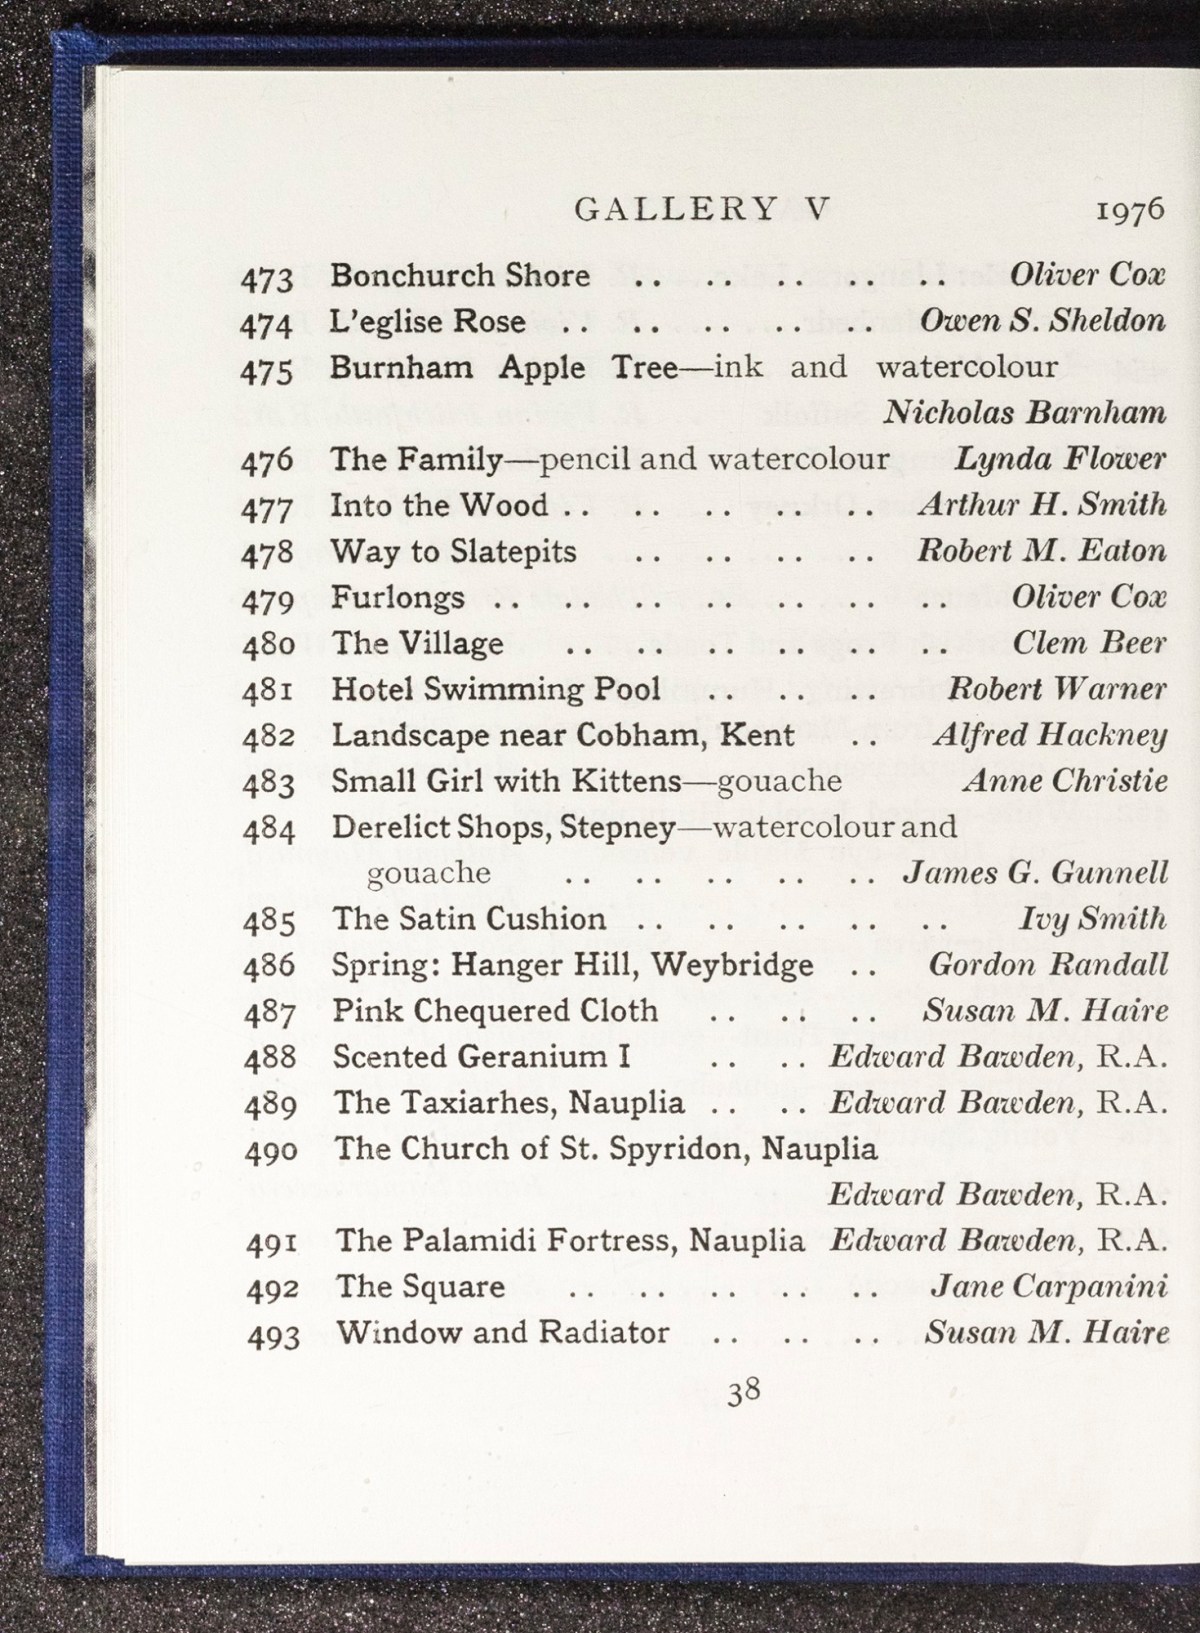 GALLERY V 1976
473 Bonchurch Shore .. .. .. .. .. Oliver Cox
474 L'eglise Rose .. .. .. .. .. Owen S. Sheldon
475 Burnham Apple Tree—ink and watercolour
Nicholas Barnham
476 The Family—pencil and watercolour Lynda Flower
477 Into the Wood .. .. .. .. .. Arthur H. Smith
478 Way to Slatepits .. .. .. .. Robert M. Eaton
479 Furlongs .. .. .. .. .. .. .. Oliver Cox
480 The Village .. .. .. .. .. .. Clem Beer
481 Hotel Swimming Pool .. .. .. Robert Warner
482 Landscape near Cobham, Kent .. Alfred Hackney
483 Small Girl with Kittens—gouache Anne Christie
484 Derelict Shops, Stepney—watercolour and
gouache .. .. .. .. .. James G. Gunnell
485 The Satin Cushion .. .. .. .. .. Ivy Smith
486 Spring: Hanger Hill, Weybridge .. Gordon Randall
487 Pink Chequered Cloth .. .. .. Susan M. Haire
488 Scented Geranium I .. .. Edward Bawden, R.A.
489 The Taxiarhes, Nauplia .. .. Edward Bawden, R.A.
490 The Church of St. Spyridon, Nauplia
Edward Bawden, R.A.
491 The Palamidi Fortress, Nauplia Edward Bawden, R.A.
492 The Square .. .. .. .. .. Jane Carpanini
493 Window and Radiator .. .. .. Susan M. Haire
38